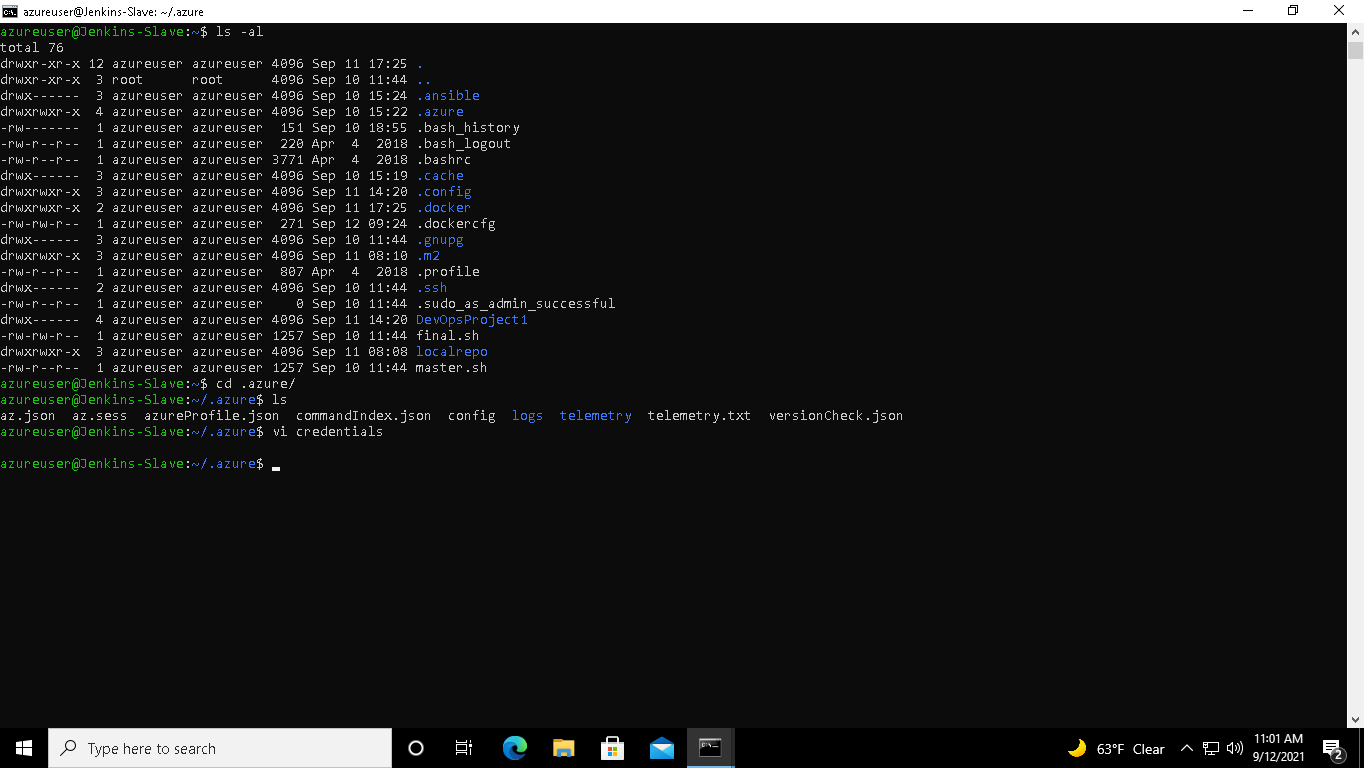 azureuser@Jenkins-Slave: ~/.azure
azureuser@Jenkins-Slave:~$ ls -al
total 76
drwxr-xr-x 12 azureuser azureuser 4096 Sep 11 17:25 .
drwxr-xr-x  3 root      root      4096 Sep 10 11:44 ..
drwx------  3 azureuser azureuser 4096 Sep 10 15:24 .ansible
drwxrwxr-x  4 azureuser azureuser 4096 Sep 10 15:22 .azure
-rw-------  1 azureuser azureuser  151 Sep 10 18:55 .bash_history
-rw-r--r--  1 azureuser azureuser  220 Apr  4  2018 .bash_logout
-rw-r--r--  1 azureuser azureuser 3771 Apr  4  2018 .bashrc
drwx------  3 azureuser azureuser 4096 Sep 10 15:19 .cache
drwxrwxr-x  3 azureuser azureuser 4096 Sep 11 14:20 .config
drwxrwxr-x  2 azureuser azureuser 4096 Sep 11 17:25 .docker
-rw-rw-r--  1 azureuser azureuser  271 Sep 12 09:24 .dockercfg
drwx------  3 azureuser azureuser 4096 Sep 10 11:44 .gnupg
drwxrwxr-x  3 azureuser azureuser 4096 Sep 11 08:10 .m2
-rw-r--r--  1 azureuser azureuser  807 Apr  4  2018 .profile
drwx------  2 azureuser azureuser 4096 Sep 10 11:44 .ssh
-rw-r--r--  1 azureuser azureuser    0 Sep 10 11:44 .sudo_as_admin_successful
drwx------  4 azureuser azureuser 4096 Sep 11 14:20 DevOpsProject1
-rw-rw-r--  1 azureuser azureuser 1257 Sep 10 11:44 final.sh
drwxrwxr-x  3 azureuser azureuser 4096 Sep 11 08:08 localrepo
-rw-r--r--  1 azureuser azureuser 1257 Sep 10 11:44 master.sh
azureuser@Jenkins-Slave:~$ cd .azure/
azureuser@Jenkins-Slave:~/.azure$ ls
az.json  az.sess  azureProfile.json  commandIndex.json  config  logs  telemetry  telemetry.txt  versionCheck.json
azureuser@Jenkins-Slave:~/.azure$ vi credentials
azureuser@Jenkins-Slave:~/.azure$
Type here to search
63°F Clear
11:01 AM
9/12/2021
2